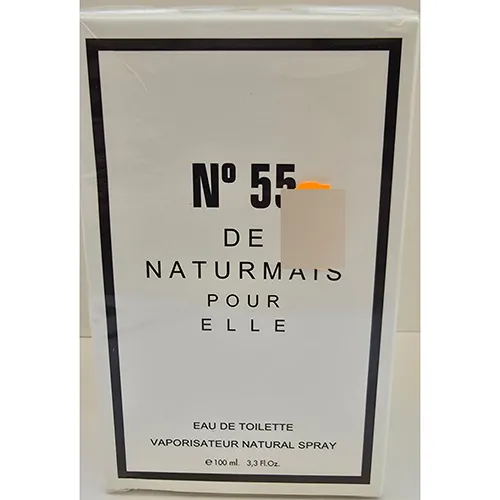 Nº 55
DE
NATURMAIS
POUR
ELLE
EAU DE TOILETTE
VAPORISATEUR NATURAL SPRAY
℮ 100 ml. 3,3 Fl.Oz.